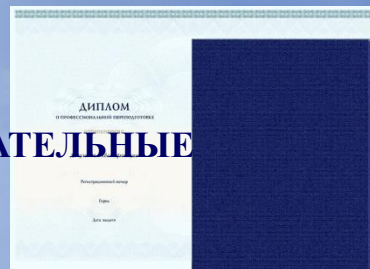 ДИПЛОМ
О ПРОФЕССИОНАЛЬНОЙ ПЕРЕПОДГОТОВКЕ
АТЕЛЬНЫЕ
Регистрационный номер
Город
Дата выдачи